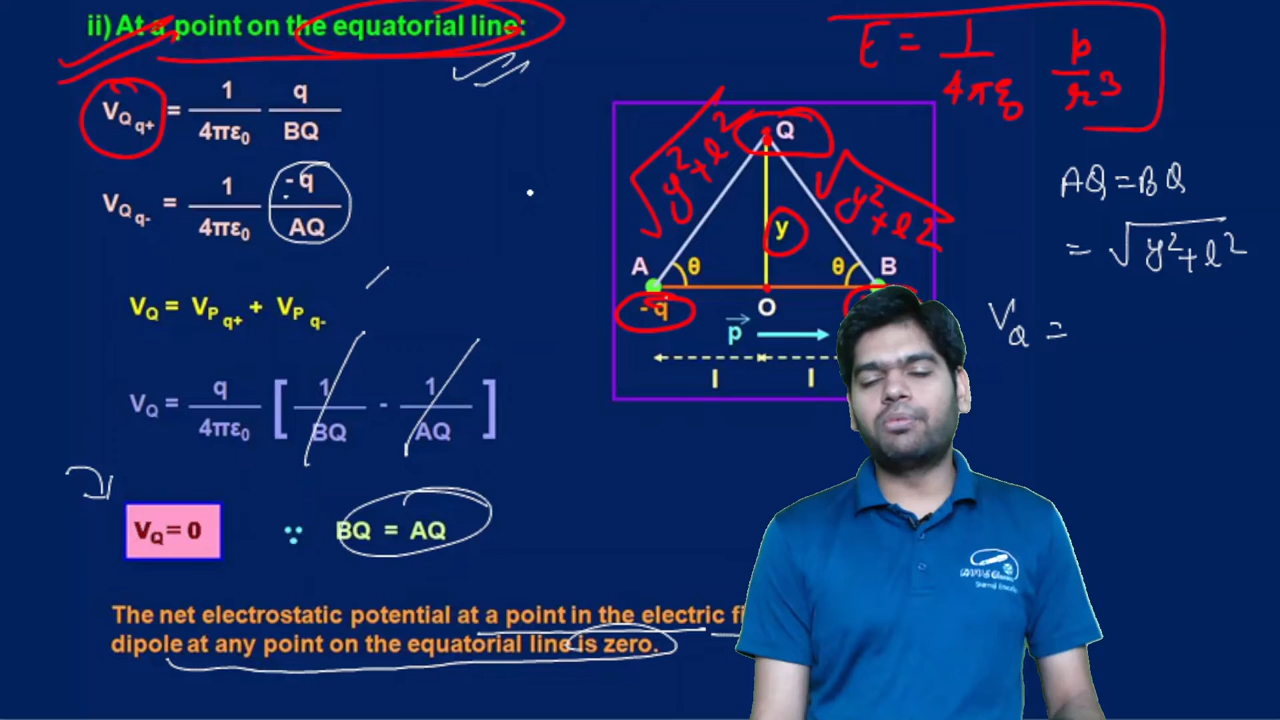 ii) At a point on the equatorial line:
V_Q q+ = 1/4πε₀ q/BQ
V_Q q- = 1/4πε₀ -q/AQ
V_Q = V_P q+ + V_P q-
V_Q = q/4πε₀ [ 1/BQ - 1/AQ ]
V_Q = 0 ∵ BQ = AQ
The net electrostatic potential at a point in the electric
dipole at any point on the equatorial line is zero.
E = 1/4πε₀ p/r³
Q
√y²+l²
√y²+l²
y
A θ θ B
-q O
p
l l
AQ = BQ
= √y²+l²
V_Q =